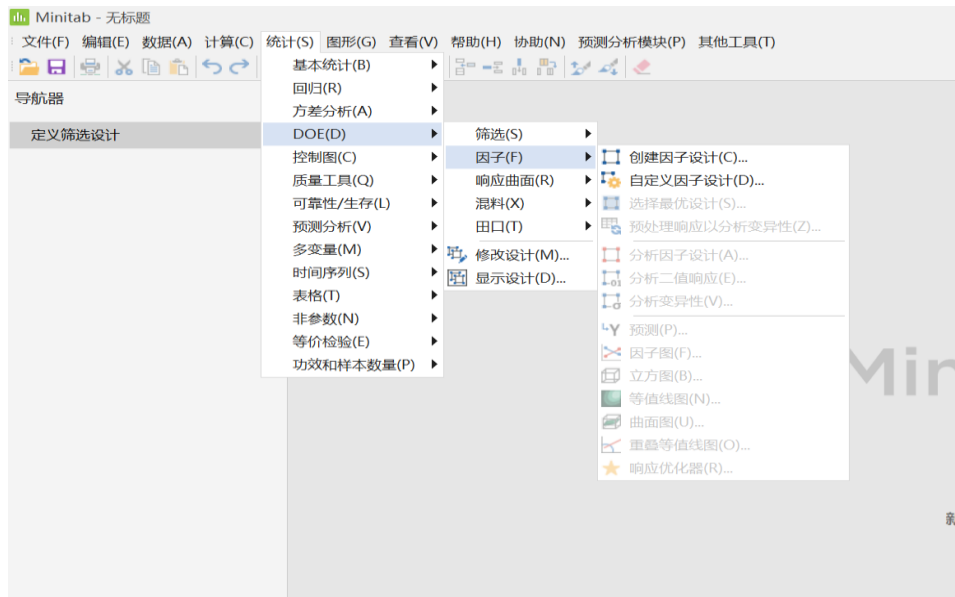 Minitab - 无标题
文件(F) 编辑(E) 数据(A) 计算(C) 统计(S) 图形(G) 查看(V) 帮助(H) 协助(N) 预测分析模块(P) 其他工具(T)
导航器
定义筛选设计
基本统计(B)
回归(R)
方差分析(A)
DOE(D)
控制图(C)
质量工具(Q)
可靠性/生存(L)
预测分析(V)
多变量(M)
时间序列(S)
表格(T)
非参数(N)
等价检验(E)
功效和样本数量(P)
筛选(S)
因子(F)
响应曲面(R)
混料(X)
田口(T)
修改设计(M)...
显示设计(D)...
创建因子设计(C)...
自定义因子设计(D)...
选择最优设计(S)...
预处理响应以分析变异性(Z)...
分析因子设计(A)...
分析二值响应(E)...
分析变异性(V)...
预测(P)...
因子图(F)...
立方图(B)...
等值线图(N)...
曲面图(U)...
重叠等值线图(O)...
响应优化器(R)...
Min